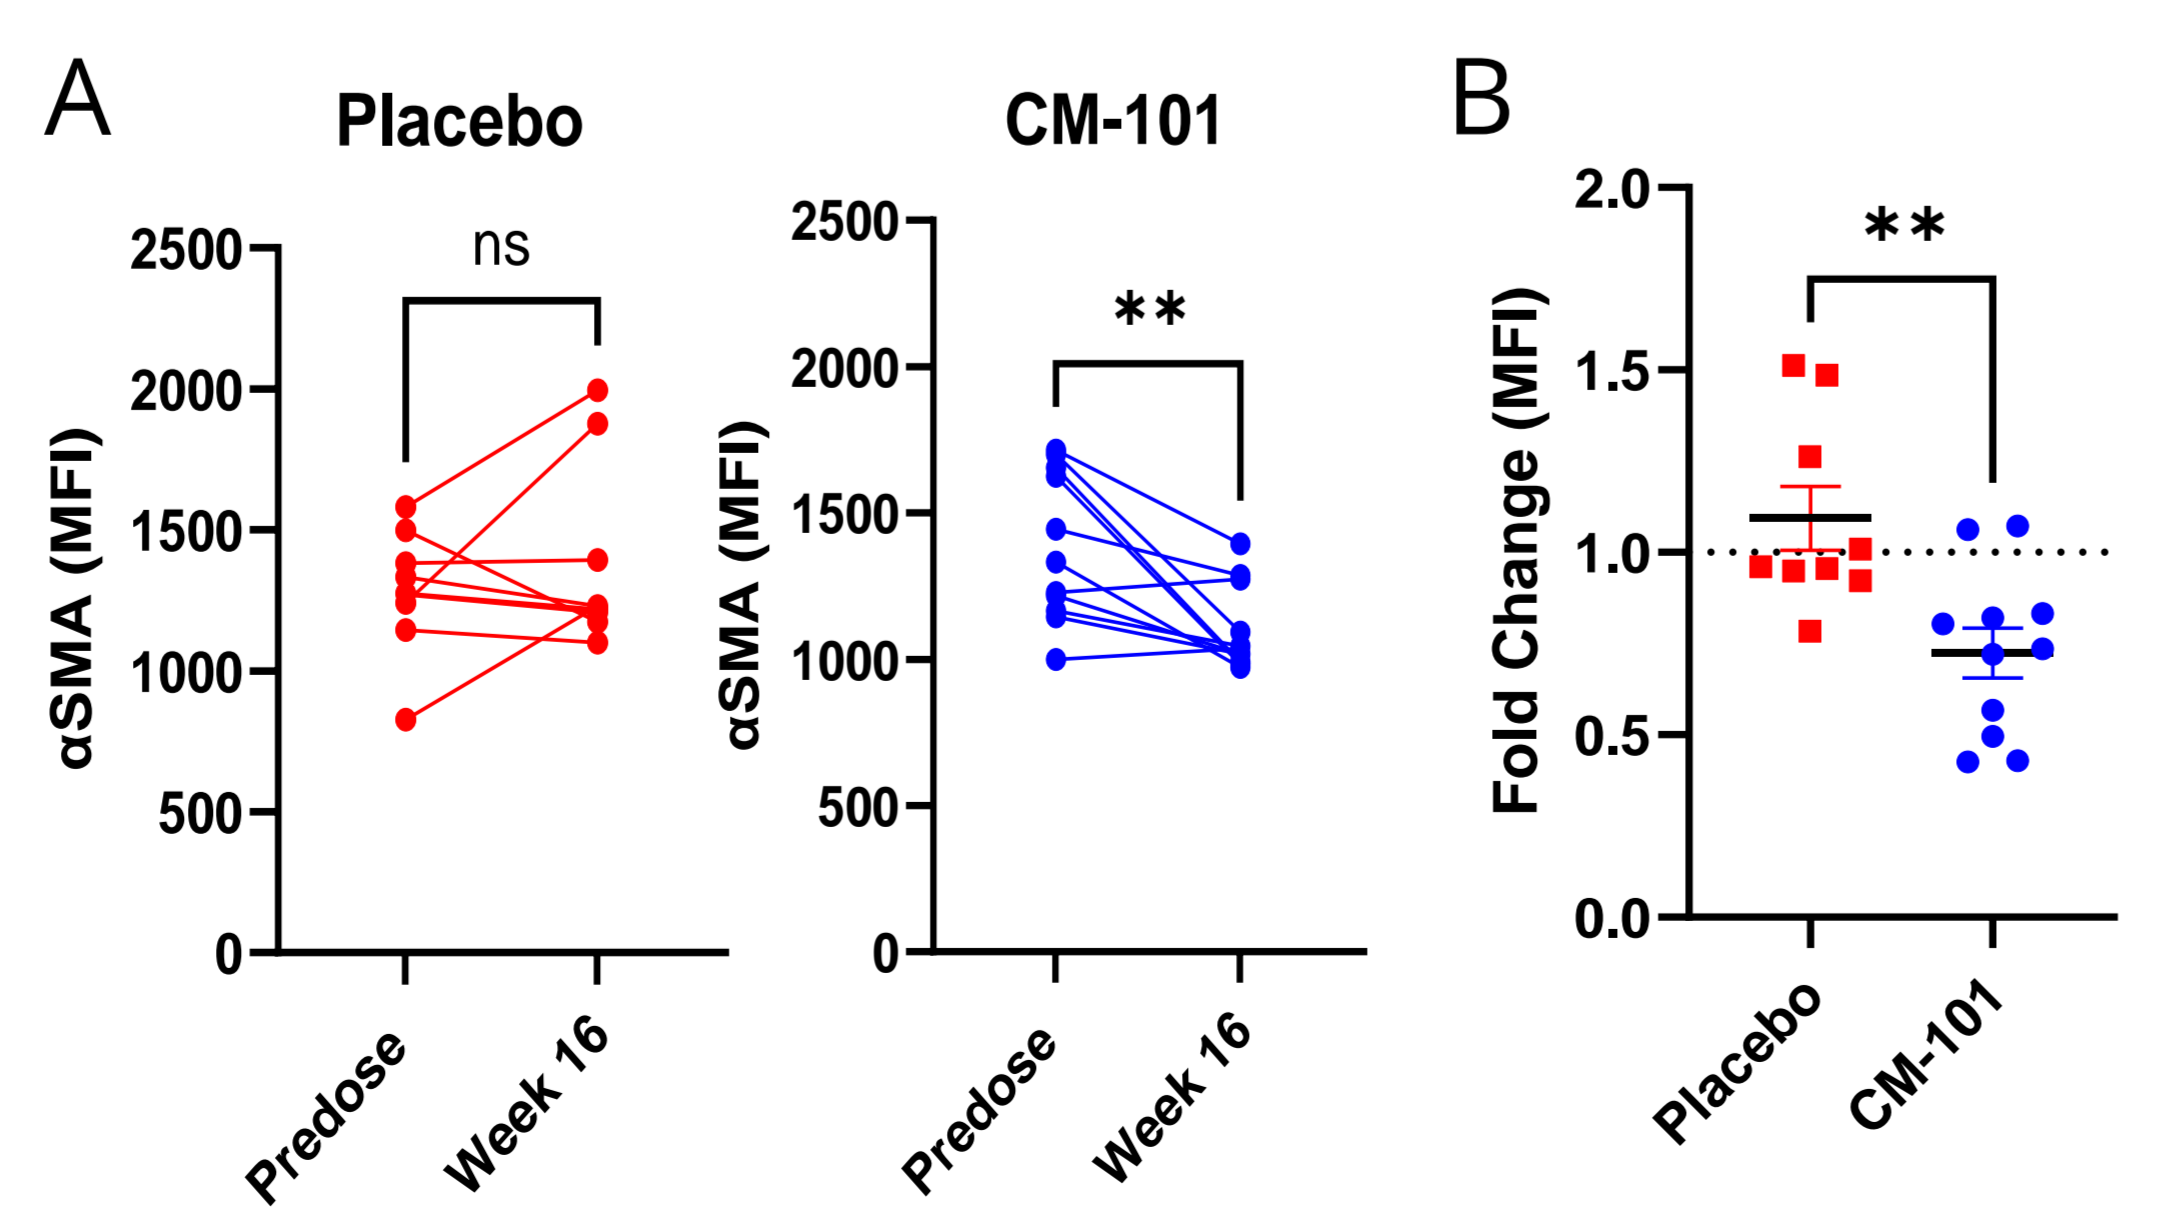 A
Placebo
ns
αSMA (MFI)
2500
2000
1500
1000
500
0
Predose
Week 16
CM-101
**
αSMA (MFI)
2500
2000
1500
1000
500
0
Predose
Week 16
B
**
Fold Change (MFI)
2.0
1.5
1.0
0.5
0.0
Placebo
CM-101